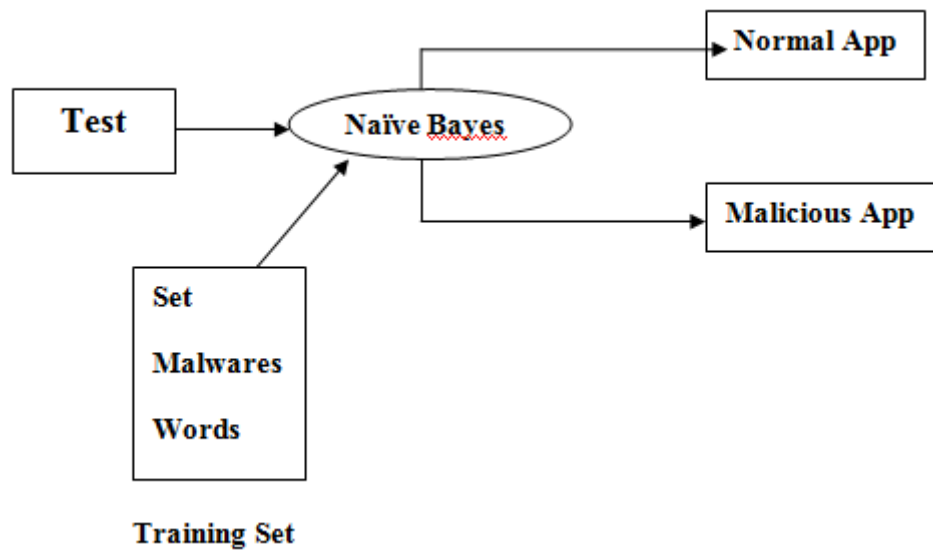 Normal App
Test
Naïve Bayes
Malicious App
Set
Malwares
Words
Training Set